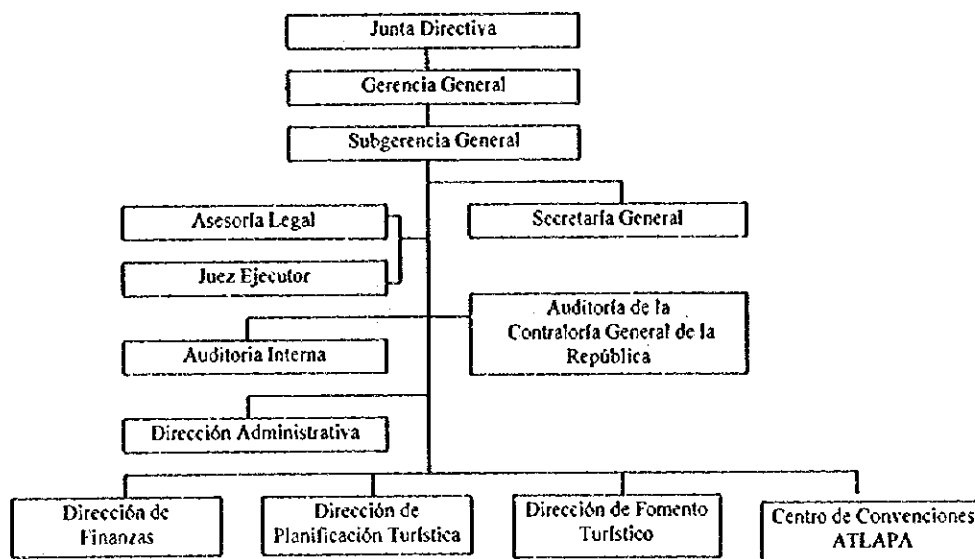 Junta Directiva
Gerencia General
Subgerencia General
Secretaría General
Asesoría Legal
Juez Ejecutor
Auditoría de la
Contraloría General de la
República
Auditoria Interna
Dirección Administrativa
Dirección de
Finanzas
Dirección de
Planificación Turística
Dirección de Fomento
Turístico
Centro de Convenciones
ATLAPA